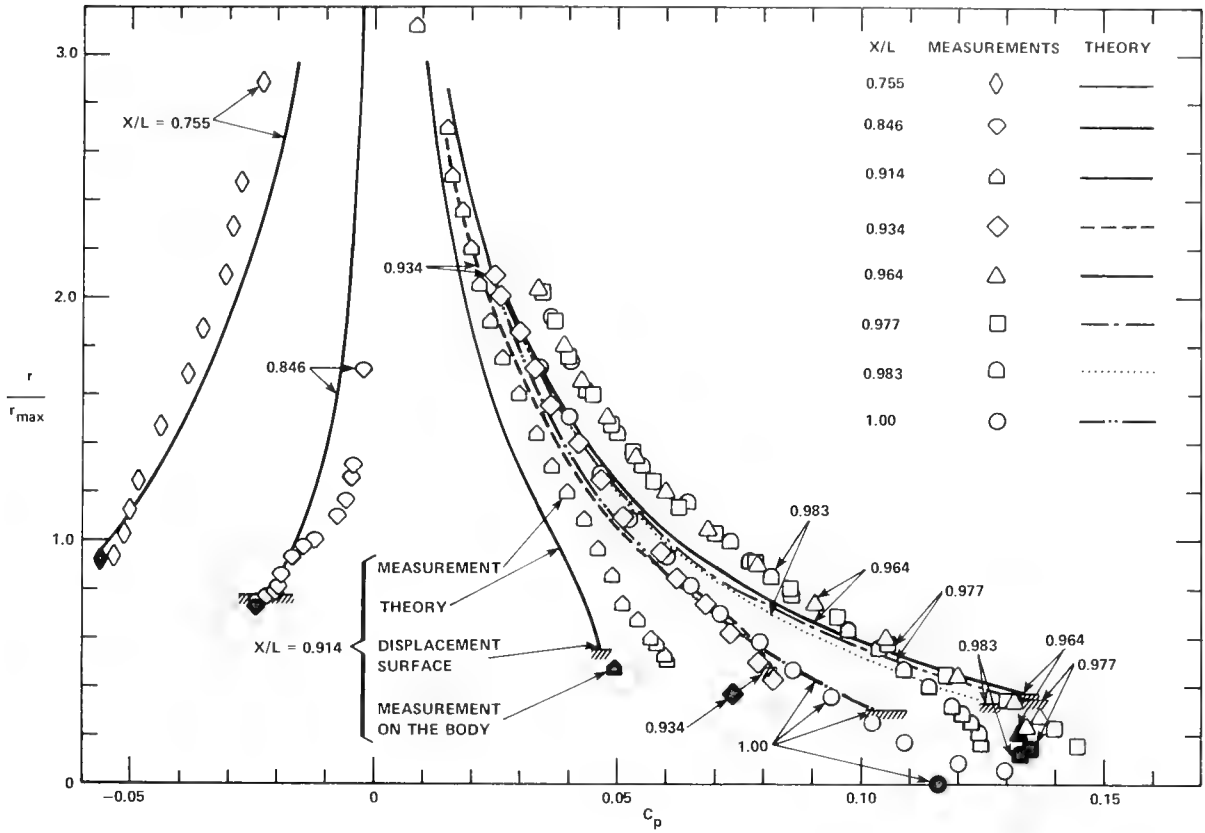 X/L MEASUREMENTS THEORY
0.755
0.846
0.914
0.934
0.964
0.977
0.983
1.00
3.0
2.0
1.0
0
r
r max
X/L = 0.755
0.846
0.934
X/L = 0.914
MEASUREMENT
THEORY
DISPLACEMENT
SURFACE
MEASUREMENT
ON THE BODY
0.983
0.964
0.977
0.983
0.964
0.977
0.934
1.00
−0.05 0 0.05 0.10 0.15
Cp